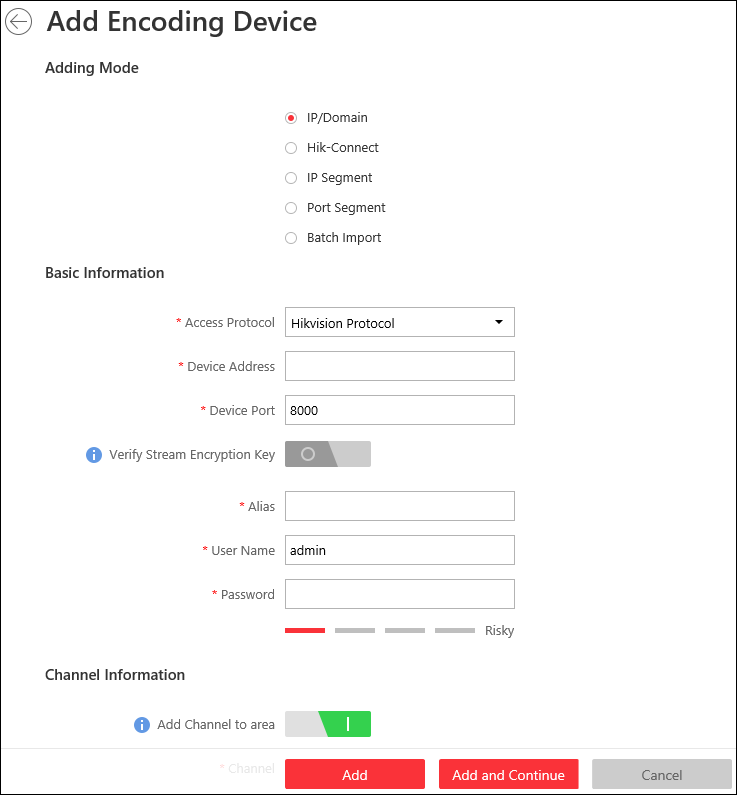 Add Encoding Device
Adding Mode
IP/Domain
Hik-Connect
IP Segment
Port Segment
Batch Import
Basic Information
* Access Protocol Hikvision Protocol
* Device Address
* Device Port 8000
Verify Stream Encryption Key
* Alias
* User Name admin
* Password
Risky
Channel Information
Add Channel to area
* Channel Add Add and Continue Cancel